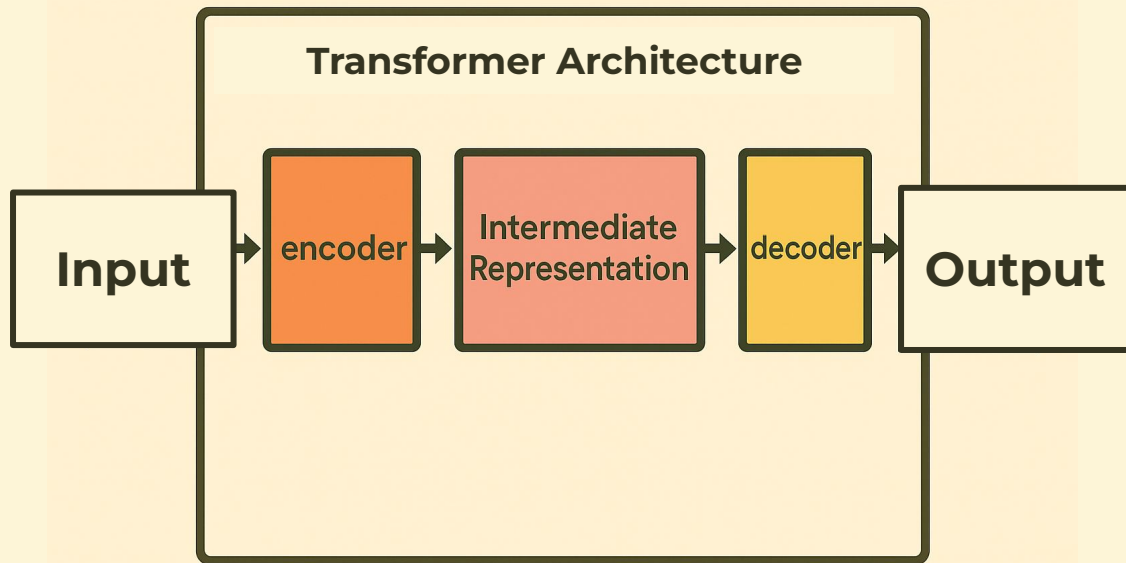 Transformer Architecture
Input
encoder
Intermediate
Representation
decoder
Output